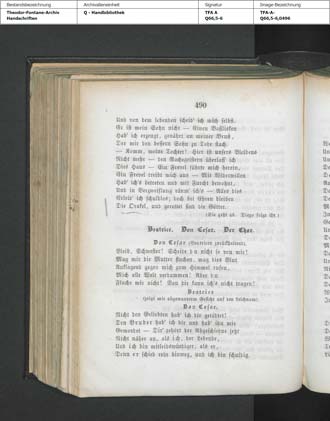 Bestandsbezeichnung
Theodor-Fontane-Archiv
Handschriften
Archivalieneinheit
Q - Handbibliothek
Signatur
TFA A
Q66,5-6
Image-Bezeichnung
TFA-A-
Q66,5-6,0496
490
Und von dem lebenden scheid' ich mich selbst.
Er ist mein Sohn nicht — Einen Basilisken
Hab' ich erzeugt, genährt an meiner Brust,
Der mir den bessern Sohn zu Tode stach.
— Komm, meine Tochter! Hier ist unsers Bleibens
Nicht mehr — den Rachegeistern überlass' ich
Dies Haus — Ein Frevel führte mich herein,
Ein Frevel treibt mich aus — Mit Widerwillen
Hab' ich's betreten und mit Furcht bewohnt,
Und in Verzweiflung räum' ich's — Alles dies
Erleid' ich schuldlos; doch bei Ehren bleiben
Die Orakel, und gerettet sind die Götter.
(Sie geht ab. Diego folgt ihr.)
Beatrice. Don Cesar. Der Chor.
Don Cesar (Beatricen zurückhaltend).
Bleib, Schwester! Scheide du nicht so von mir!
Mag mir die Mutter fluchen, mag dies Blut
Anklagend gegen mich zum Himmel rufen,
Mich alle Welt verdammen! Aber du
Fluche mir nicht! Von dir kann ich's nicht tragen!
Beatrice
(zeigt mit abgewandtem Gesicht auf den Leichnam).
Don Cesar.
Nicht den Geliebten hab' ich dir getödtet!
Den Bruder hab' ich dir und hab' ihn mir
Gemordet — Dir gehört der Abgeschiedne jetzt
Nicht näher an, als ich, der Lebende,
Und ich bin mitleidswürdiger, als er,
Denn er schied rein hinweg, und ich bin schuldig.